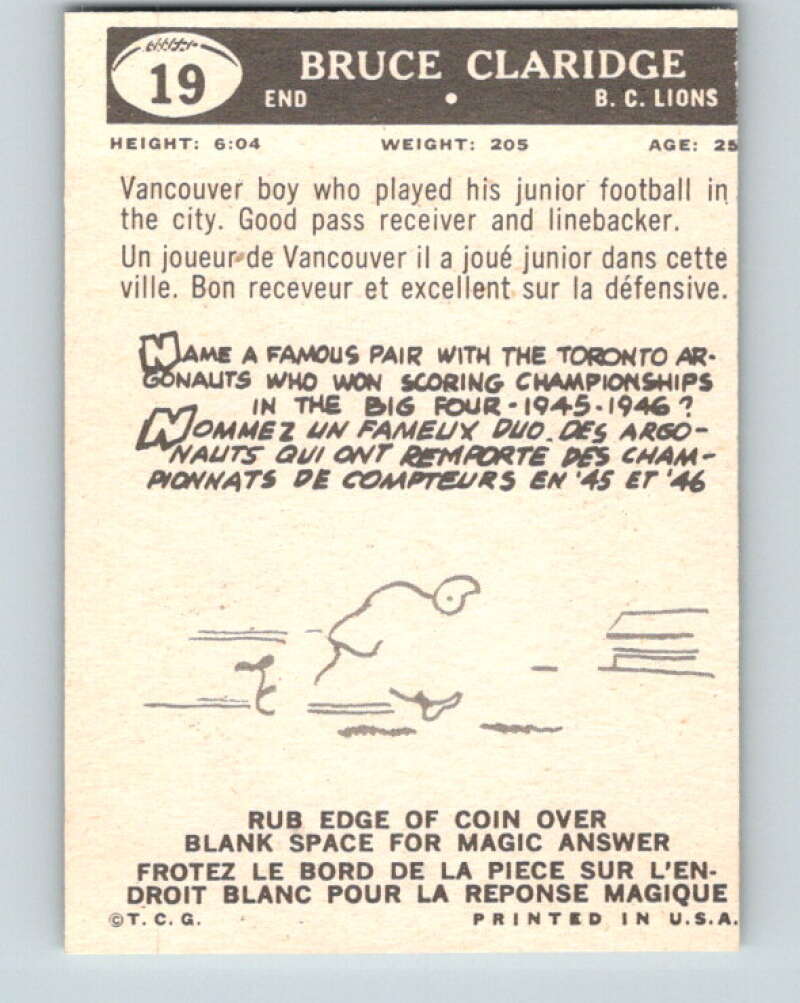 19
BRUCE CLARIDGE
END • B. C. LIONS
HEIGHT: 6:04 WEIGHT: 205 AGE: 25
Vancouver boy who played his junior football in
the city. Good pass receiver and linebacker.
Un joueur de Vancouver il a joué junior dans cette
ville. Bon receveur et excellent sur la défensive.
NAME A FAMOUS PAIR WITH THE TORONTO AR-
GONAUTS WHO WON SCORING CHAMPIONSHIPS
IN THE BIG FOUR - 1945-1946?
NOMMEZ UN FAMEUX DUO DES ARGO-
NAUTS QUI ONT REMPORTE DES CHAM-
PIONNATS DE COMPTEURS EN '45 ET '46
RUB EDGE OF COIN OVER
BLANK SPACE FOR MAGIC ANSWER
FROTEZ LE BORD DE LA PIECE SUR L'EN-
DROIT BLANC POUR LA REPONSE MAGIQUE
©T. C. G. PRINTED IN U.S.A.